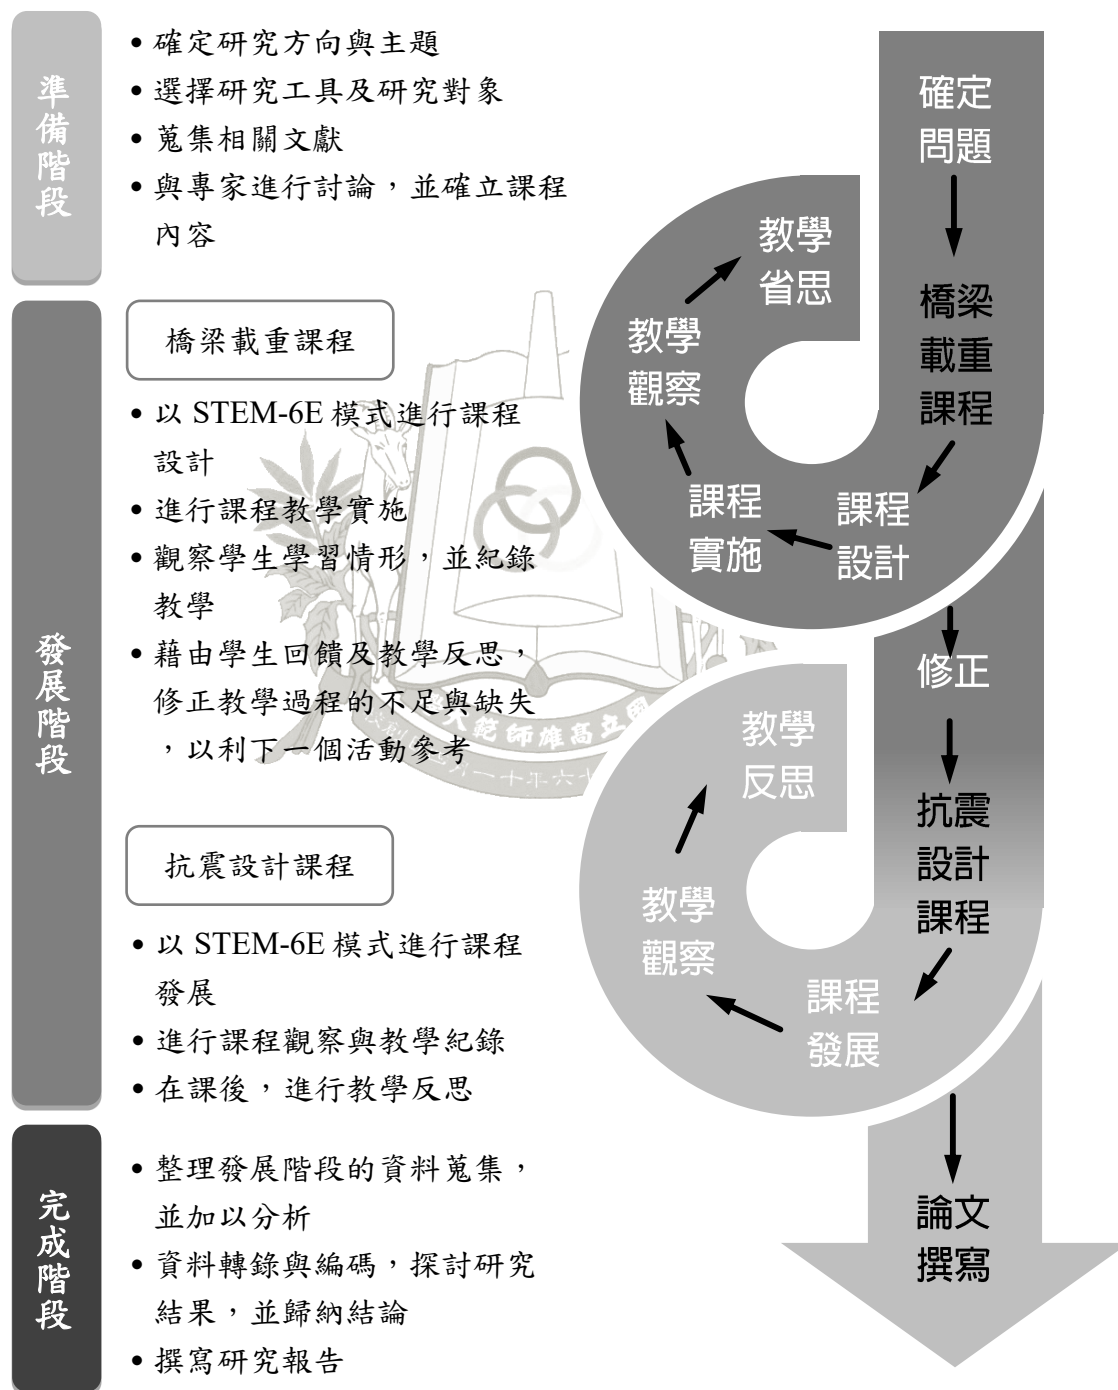 準備階段
• 確定研究方向與主題
• 選擇研究工具及研究對象
• 蒐集相關文獻
• 與專家進行討論，並確立課程
內容
發展階段
橋梁載重課程
• 以 STEM-6E 模式進行課程
設計
• 進行課程教學實施
• 觀察學生學習情形，並紀錄
教學
• 藉由學生回饋及教學反思，
修正教學過程的不足與缺失
，以利下一個活動參考
抗震設計課程
• 以 STEM-6E 模式進行課程
發展
• 進行課程觀察與教學紀錄
• 在課後，進行教學反思
完成階段
• 整理發展階段的資料蒐集，
並加以分析
• 資料轉錄與編碼，探討研究
結果，並歸納結論
• 撰寫研究報告
確定
問題
橋梁
載重
課程
課程
設計
課程
實施
教學
觀察
教學
省思
修正
抗震
設計
課程
課程
發展
教學
觀察
教學
反思
論文
撰寫
大範師雄高立國